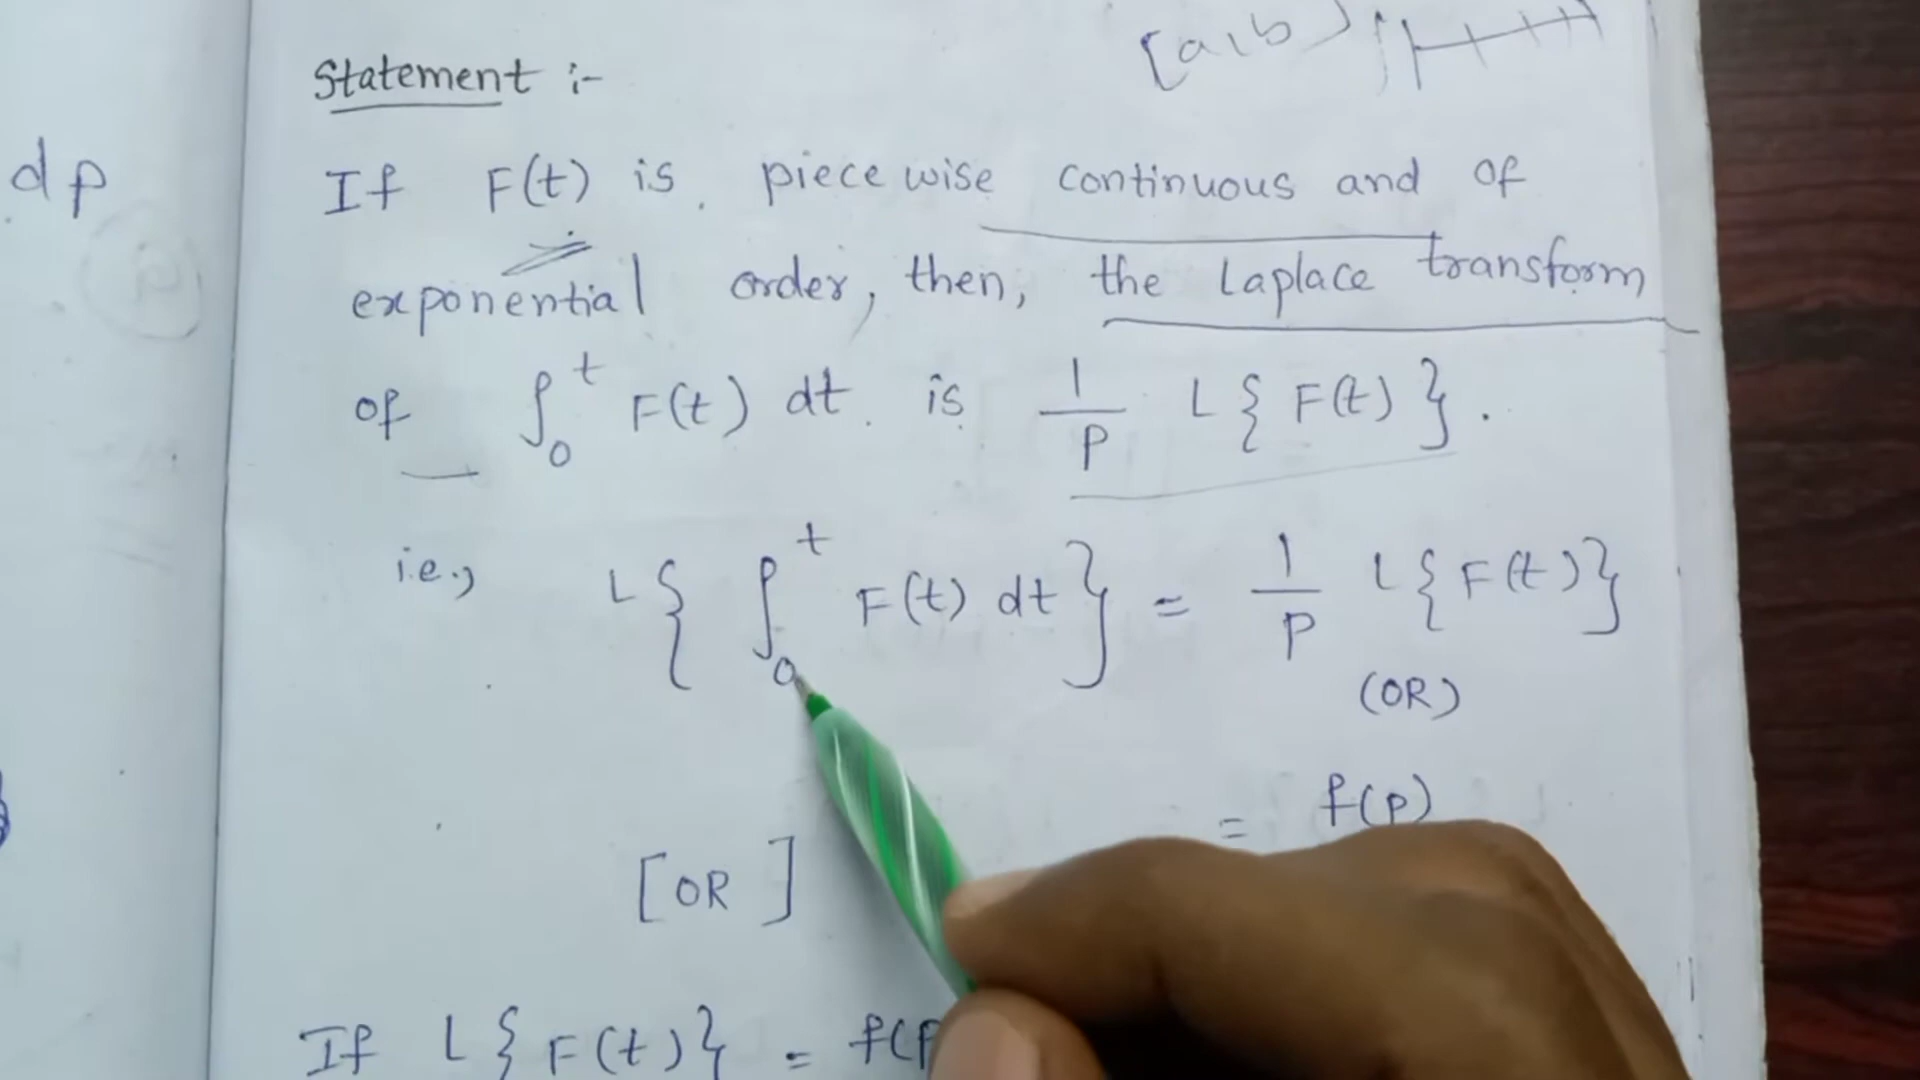 [a,b]
Statement :-
dp
If F(t) is piece wise continuous and of
exponential order, then, the Laplace transform
of ∫₀ᵗ F(t) dt is 1/P L{F(t)}.
i.e., L{∫₀ᵗ F(t) dt} = 1/P L{F(t)}
(OR)
= f(p)
[OR]
If L{F(t)} = f(p